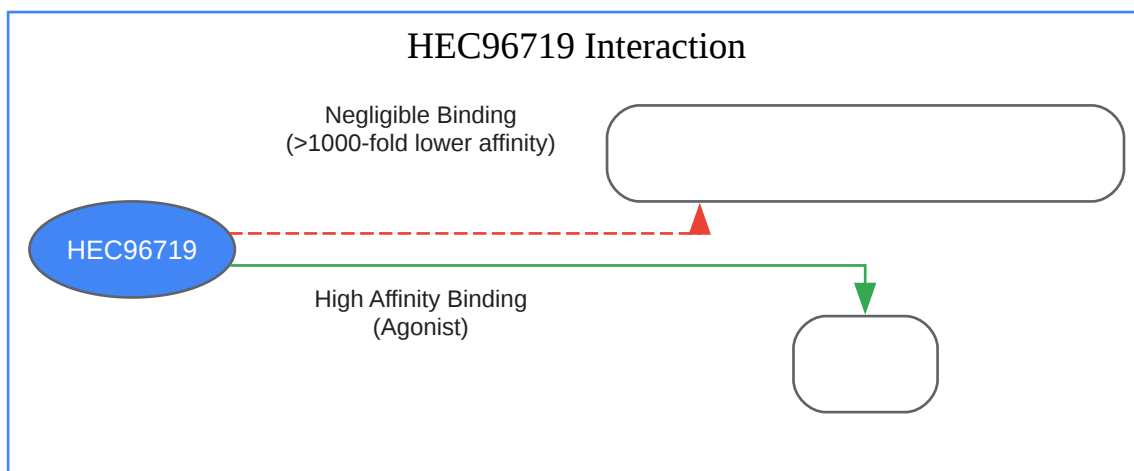 HEC96719 Interaction
Negligible Binding
(>1000-fold lower affinity)
HEC96719
High Affinity Binding
(Agonist)